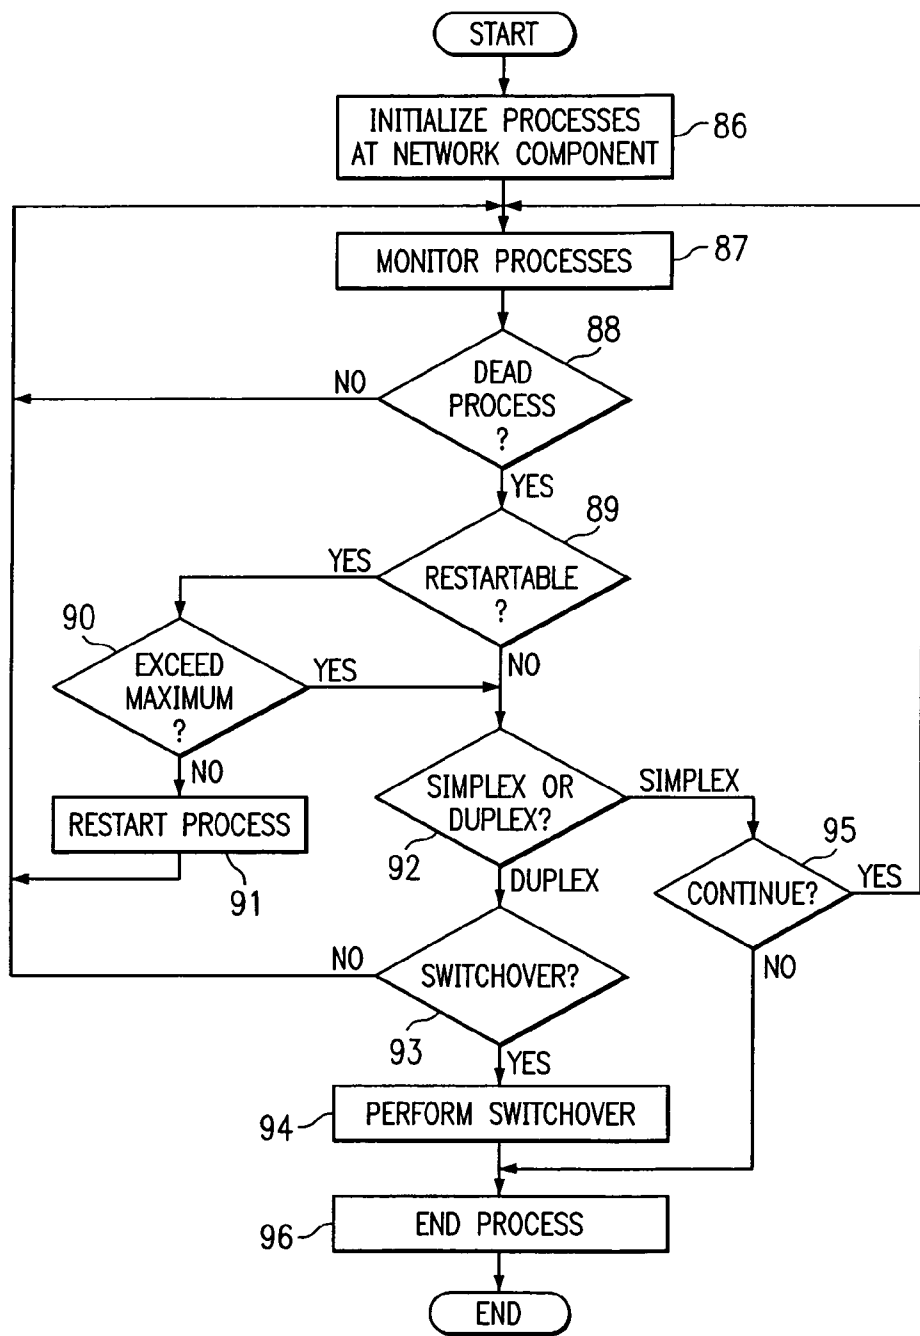 START
INITIALIZE PROCESSES
AT NETWORK COMPONENT
86
MONITOR PROCESSES
87
88
DEAD
PROCESS
?
NO
YES
89
RESTARTABLE
?
YES
NO
90
EXCEED
MAXIMUM
?
YES
NO
RESTART PROCESS
91
SIMPLEX OR
DUPLEX?
92
SIMPLEX
DUPLEX
95
CONTINUE?
YES
NO
SWITCHOVER?
93
NO
YES
PERFORM SWITCHOVER
94
END PROCESS
96
END